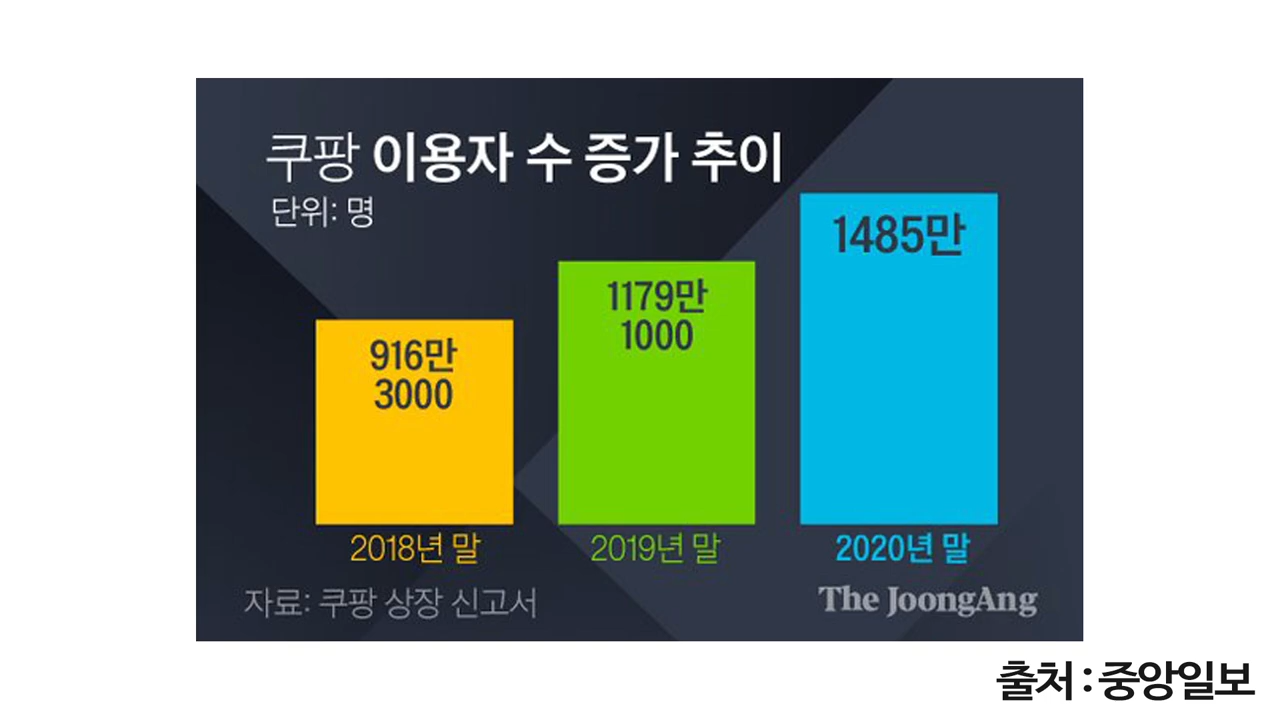 쿠팡 이용자 수 증가 추이
단위: 명
916만
3000
1179만
1000
1485만
2018년 말
2019년 말
2020년 말
자료: 쿠팡 상장 신고서
The JoongAng
출처 : 중앙일보